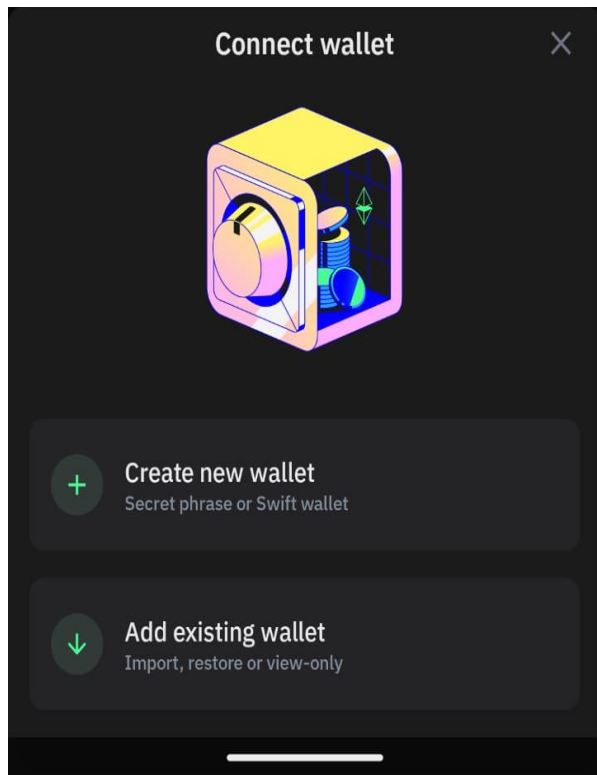 Connect wallet
Create new wallet
Secret phrase or Swift wallet
Add existing wallet
Import, restore or view-only